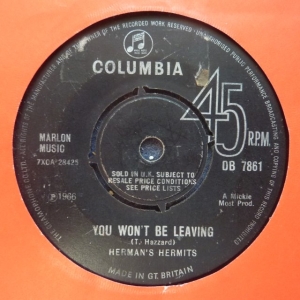 COLUMBIA
45
R.P.M.
MARLON
MUSIC
7XCA 28425
DB 7861
SOLD IN U.K. SUBJECT TO
RESALE PRICE CONDITIONS,
SEE PRICE LISTS
℗ 1966
A Mickie
Most Prod.
YOU WON'T BE LEAVING
(T. Hazzard)
HERMAN'S HERMITS
MADE IN GT. BRITAIN